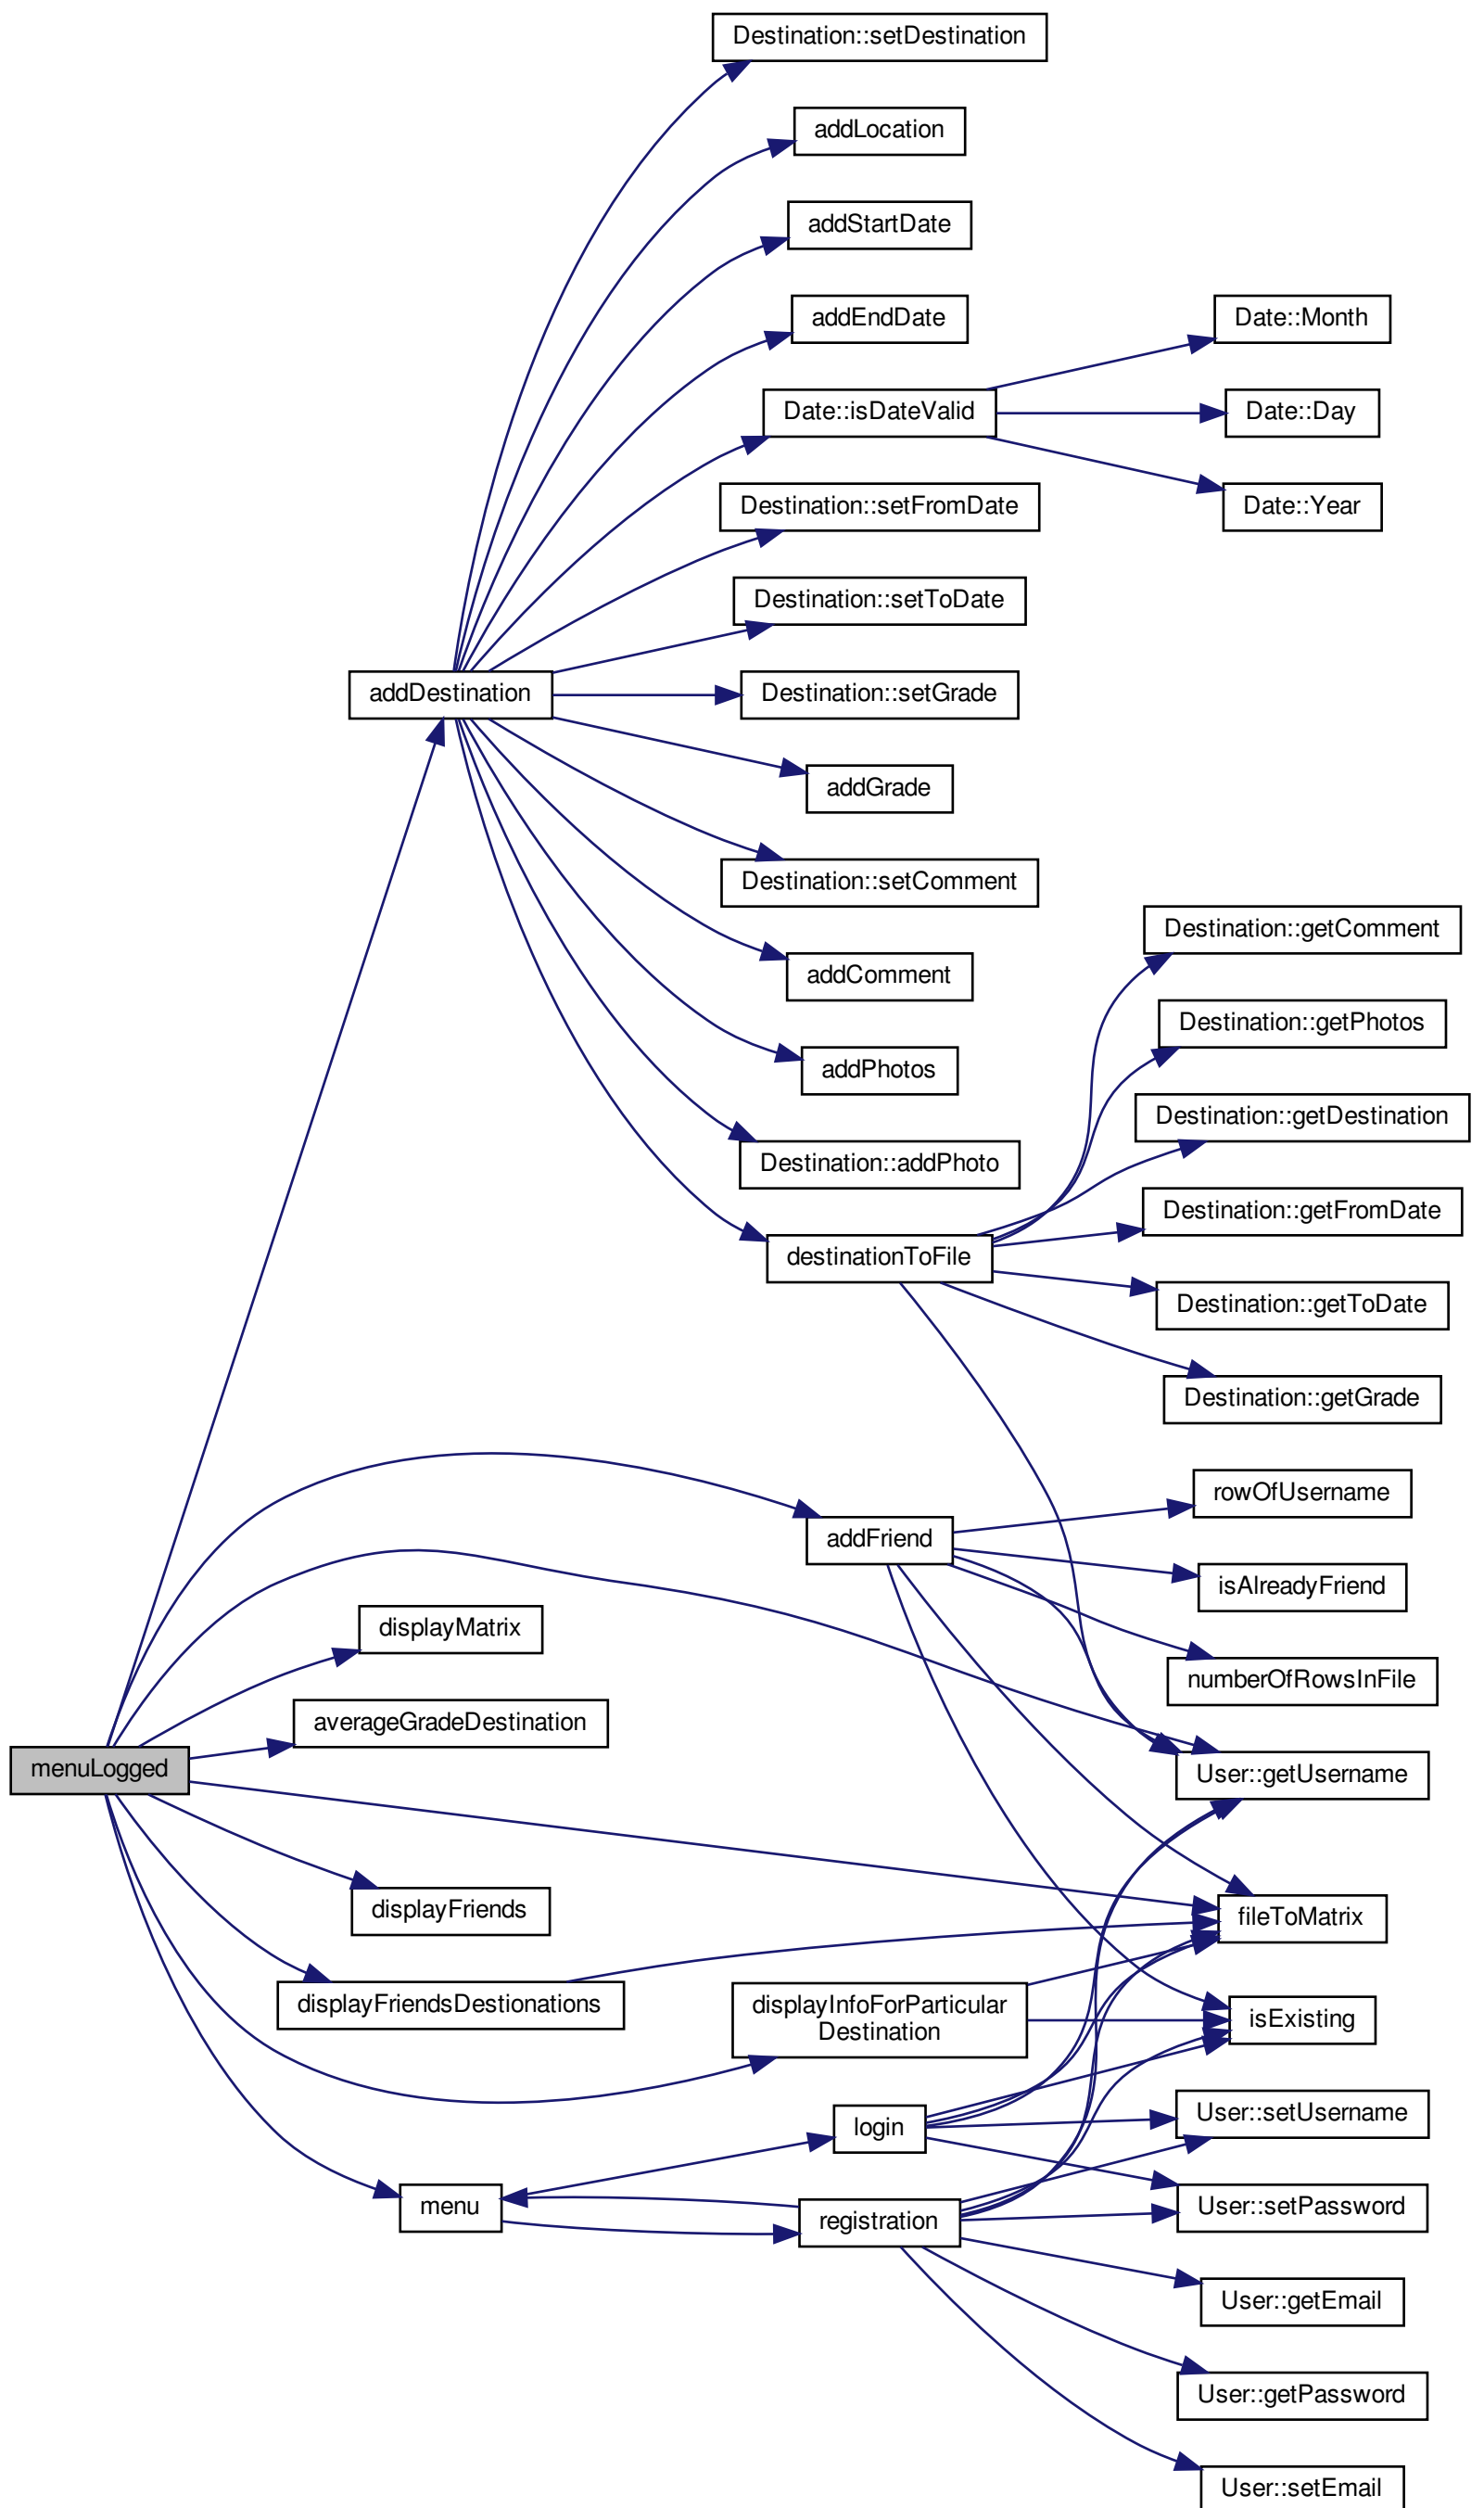 Destination::setDestination
addLocation
addStartDate
addEndDate
Date::Month
Date::isDateValid
Date::Day
Destination::setFromDate
Date::Year
Destination::setToDate
addDestination
Destination::setGrade
addGrade
Destination::setComment
Destination::getComment
addComment
Destination::getPhotos
addPhotos
Destination::getDestination
Destination::addPhoto
Destination::getFromDate
destinationToFile
Destination::getToDate
Destination::getGrade
rowOfUsername
addFriend
isAlreadyFriend
displayMatrix
numberOfRowsInFile
averageGradeDestination
menuLogged
User::getUsername
displayFriends
fileToMatrix
displayFriendsDestionations
displayInfoForParticular
Destination
isExisting
login
User::setUsername
menu
registration
User::setPassword
User::getEmail
User::getPassword
User::setEmail